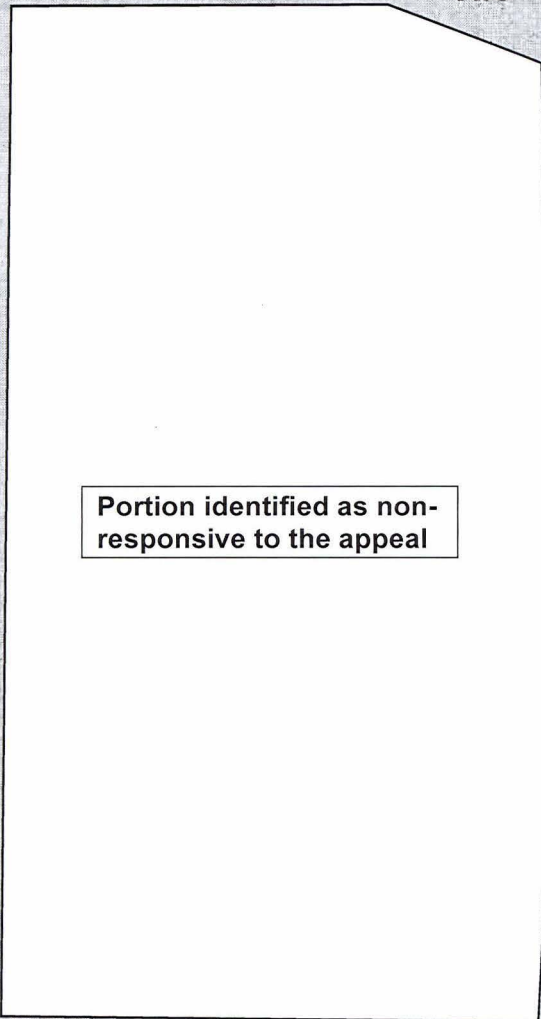 Portion identified as non-
responsive to the appeal